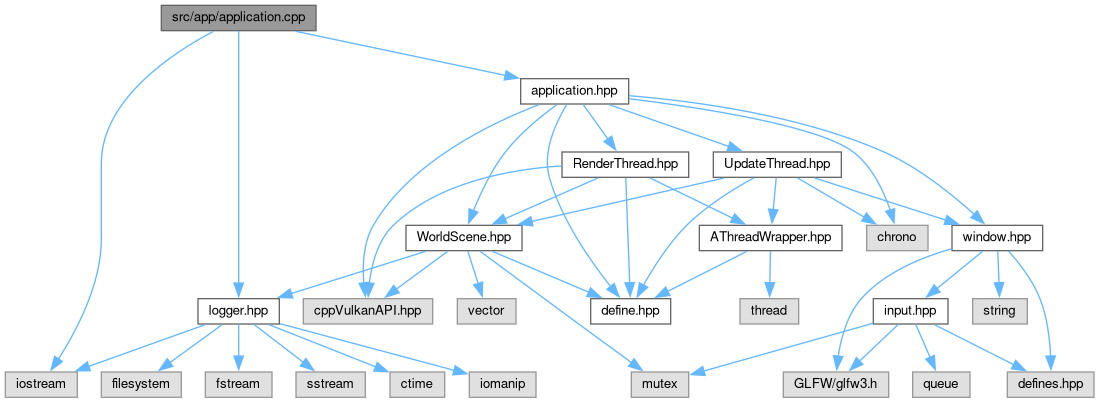 src/app/application.cpp
application.hpp
RenderThread.hpp
UpdateThread.hpp
WorldScene.hpp
AThreadWrapper.hpp
chrono
window.hpp
logger.hpp
cppVulkanAPI.hpp
vector
define.hpp
thread
input.hpp
string
iostream
filesystem
fstream
sstream
ctime
iomanip
mutex
GLFW/glfw3.h
queue
defines.hpp